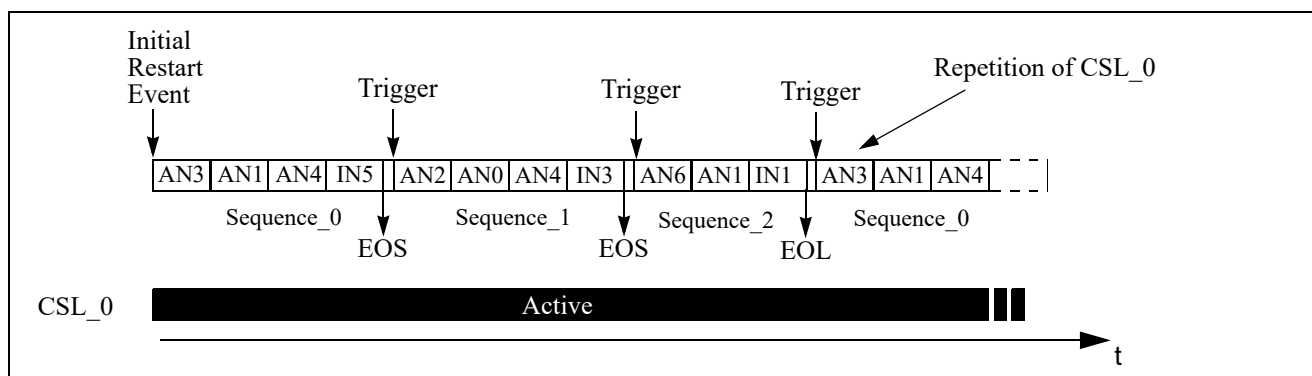 Initial
Restart
Event
Trigger
Trigger
Trigger
Repetition of CSL_0
AN3 AN1 AN4 IN5 AN2 AN0 AN4 IN3 AN6 AN1 IN1 AN3 AN1 AN4
Sequence_0 Sequence_1 Sequence_2 Sequence_0
EOS EOS EOL
CSL_0 Active
t